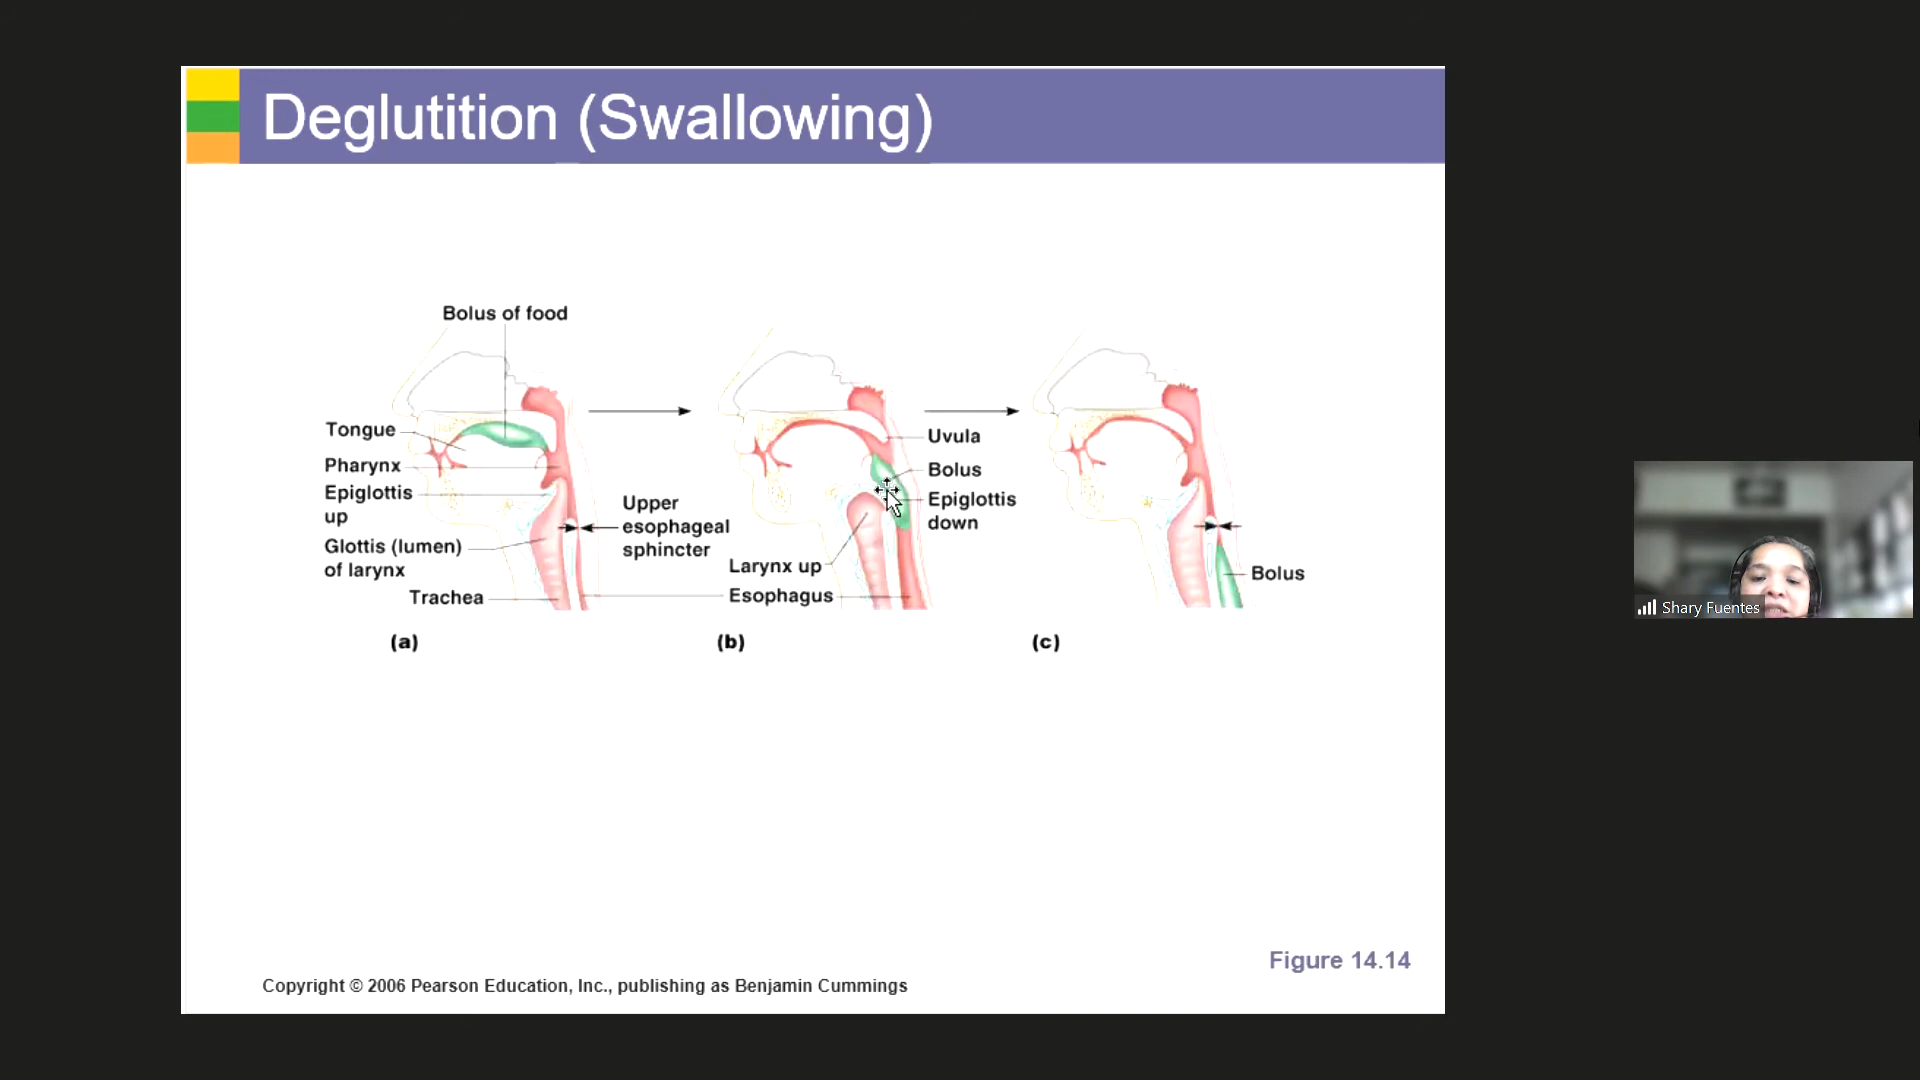 Deglutition (Swallowing)
Bolus of food
Tongue
Pharynx
Epiglottis
up
Glottis (lumen)
of larynx
Trachea
Upper
esophageal
sphincter
(a)
Uvula
Bolus
Epiglottis
down
Larynx up
Esophagus
(b)
Bolus
(c)
Figure 14.14
Copyright © 2006 Pearson Education, Inc., publishing as Benjamin Cummings
Shary Fuentes